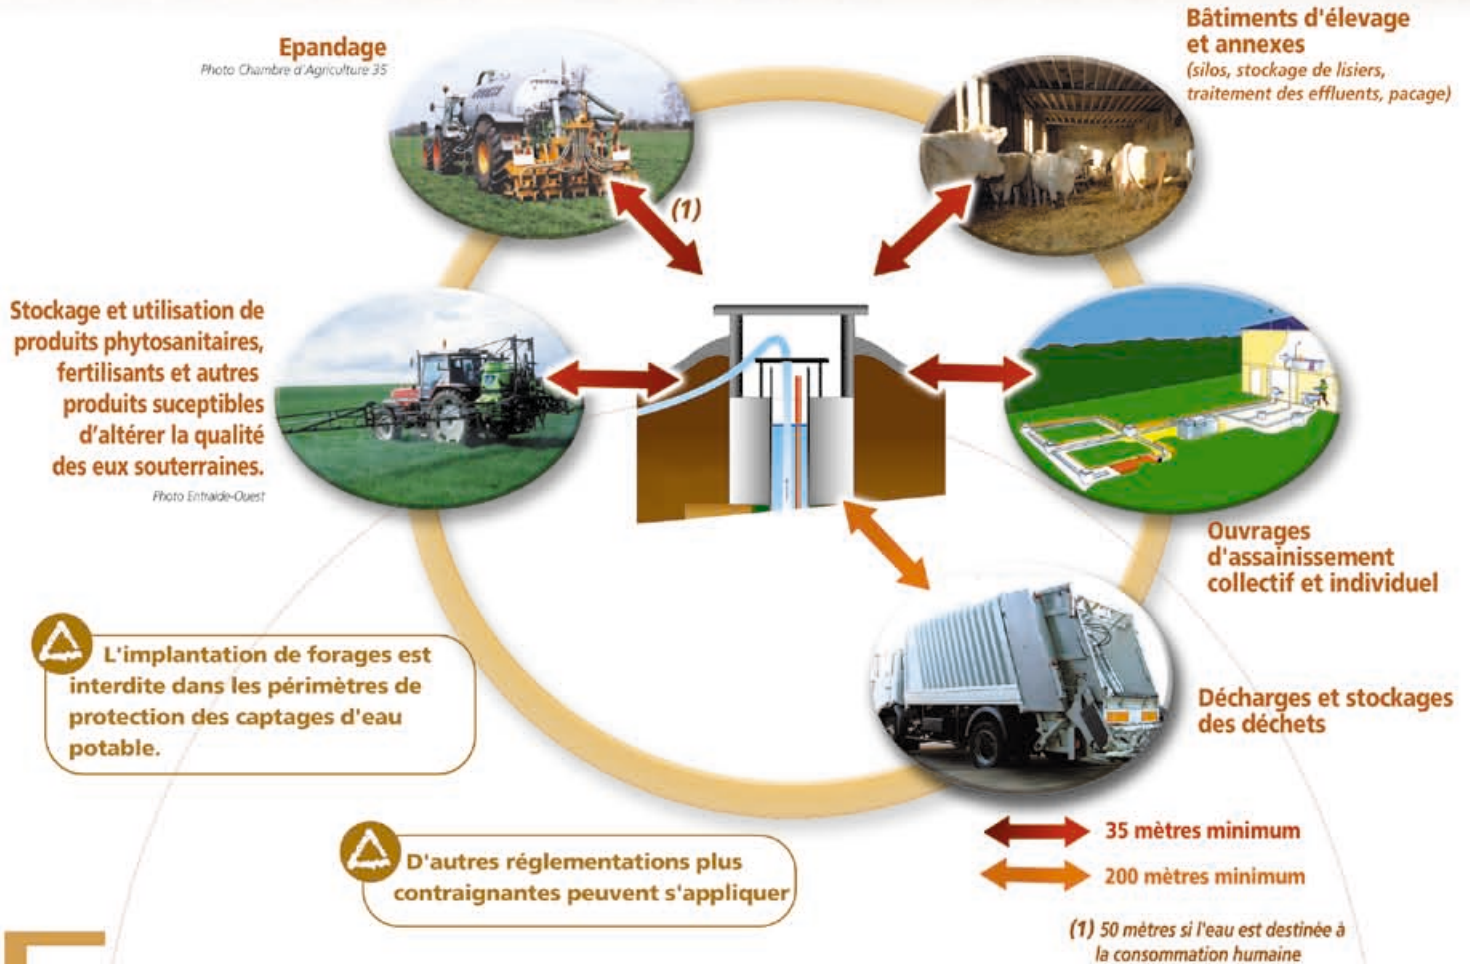 Epandage
Photo Chambre d'Agriculture 35
Bâtiments d'élevage
et annexes
(silos, stockage de lisiers,
traitement des effluents, pacage)
(1)
Stockage et utilisation de
produits phytosanitaires,
fertilisants et autres
produits suceptibles
d'altérer la qualité
des eux souterraines.
Photo Entraide-Ouest
Ouvrages
d'assainissement
collectif et individuel
L'implantation de forages est
interdite dans les périmètres de
protection des captages d'eau
potable.
Décharges et stockages
des déchets
D'autres réglementations plus
contraignantes peuvent s'appliquer
35 mètres minimum
200 mètres minimum
(1) 50 mètres si l'eau est destinée à
la consommation humaine